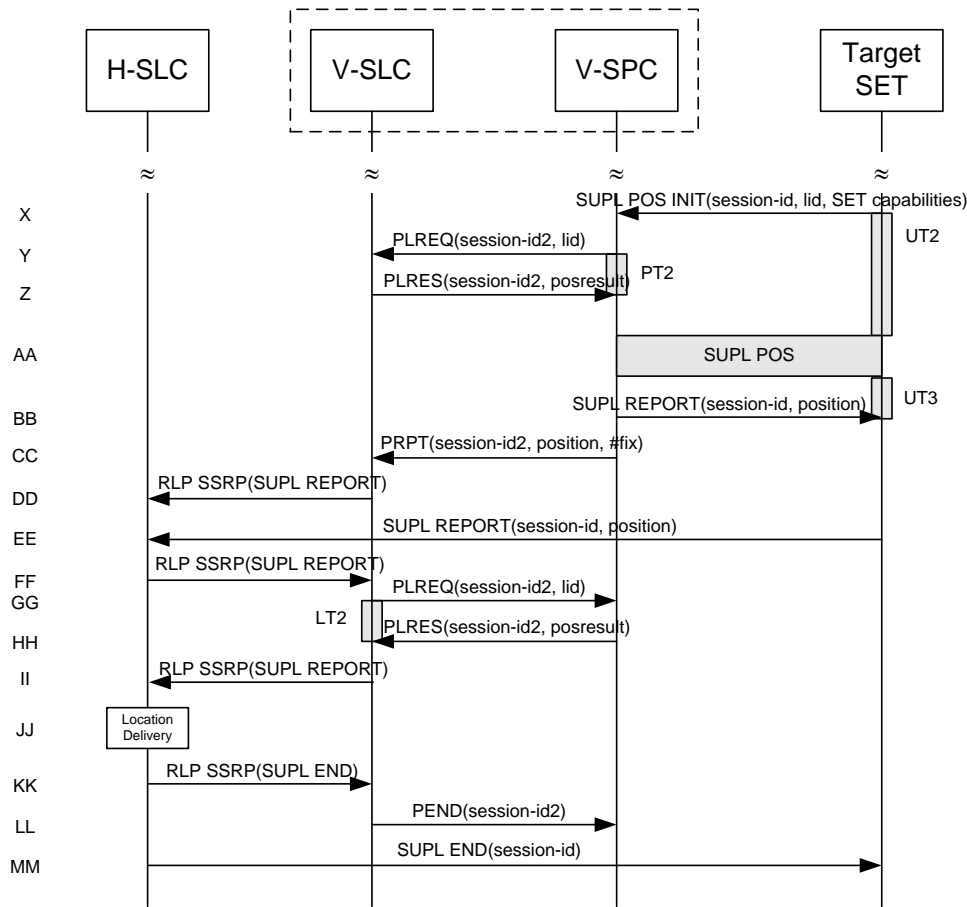 H-SLC
V-SLC
V-SPC
Target
SET
≈ ≈ ≈ ≈
X
SUPL POS INIT(session-id, lid, SET capabilities)
UT2
Y
PLREQ(session-id2, lid)
PT2
Z
PLRES(session-id2, posresult)
AA
SUPL POS
UT3
BB
SUPL REPORT(session-id, position)
CC
PRPT(session-id2, position, #fix)
DD
RLP SSRP(SUPL REPORT)
EE
SUPL REPORT(session-id, position)
FF
RLP SSRP(SUPL REPORT)
GG
PLREQ(session-id2, lid)
LT2
HH
PLRES(session-id2, posresult)
II
RLP SSRP(SUPL REPORT)
JJ
Location
Delivery
KK
RLP SSRP(SUPL END)
LL
PEND(session-id2)
MM
SUPL END(session-id)